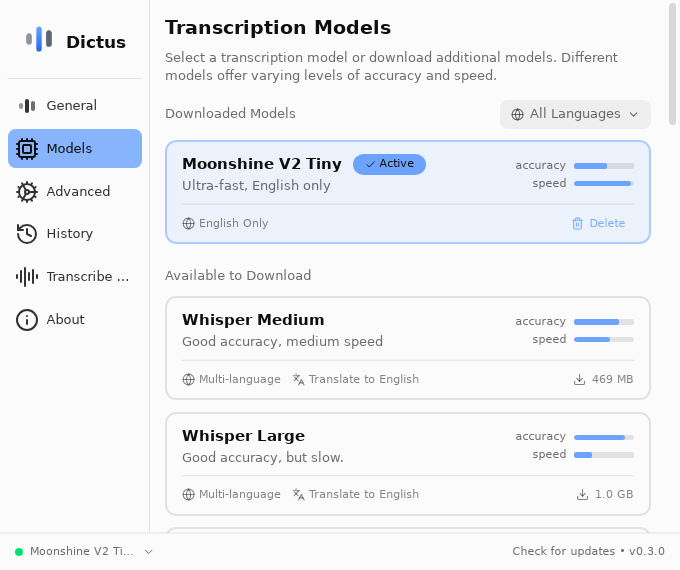 Dictus
General
Models
Advanced
History
Transcribe ...
About
Transcription Models
Select a transcription model or download additional models. Different
models offer varying levels of accuracy and speed.
Downloaded Models
All Languages
Moonshine V2 Tiny
Active
Ultra-fast, English only
accuracy
speed
English Only
Delete
Available to Download
Whisper Medium
Good accuracy, medium speed
accuracy
speed
Multi-language
Translate to English
469 MB
Whisper Large
Good accuracy, but slow.
accuracy
speed
Multi-language
Translate to English
1.0 GB
Moonshine V2 Ti...
Check for updates • v0.3.0